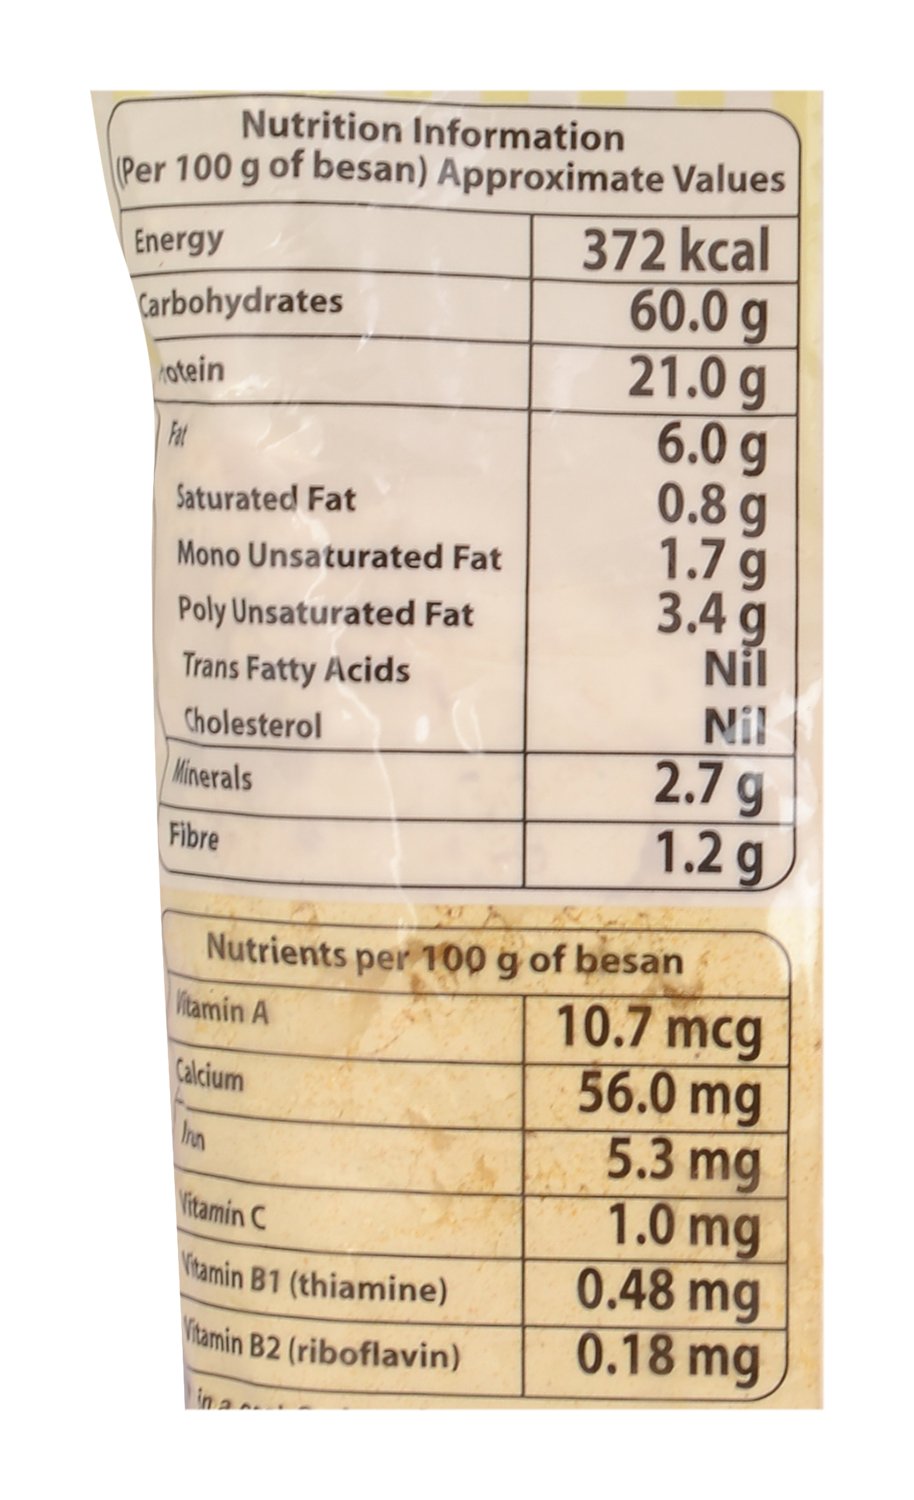 Nutrition Information
(Per 100 g of besan) Approximate Values
Energy 372 kcal
Carbohydrates 60.0 g
otein 21.0 g
Fat 6.0 g
Saturated Fat 0.8 g
Mono Unsaturated Fat 1.7 g
Poly Unsaturated Fat 3.4 g
Trans Fatty Acids Nil
Cholesterol Nil
Minerals 2.7 g
Fibre 1.2 g
Nutrients per 100 g of besan
Vitamin A 10.7 mcg
Calcium 56.0 mg
Iron 5.3 mg
Vitamin C 1.0 mg
Vitamin B1 (thiamine) 0.48 mg
Vitamin B2 (riboflavin) 0.18 mg
in a